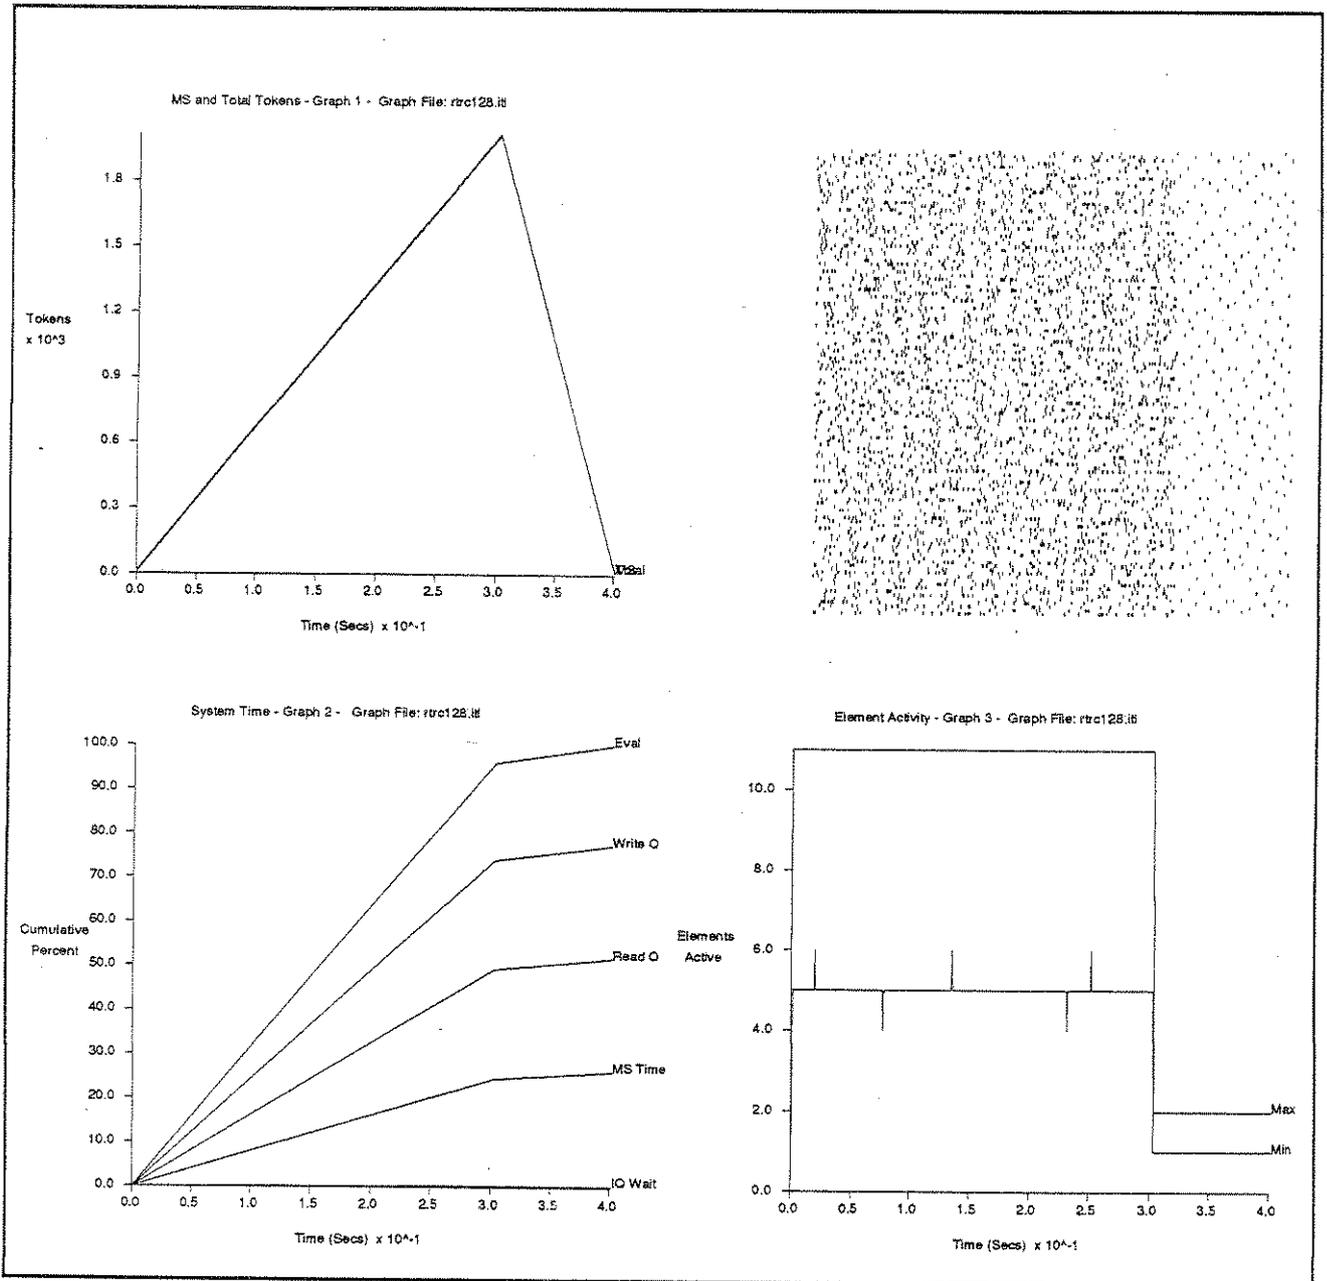 MS and Total Tokens - Graph 1 - Graph File: rtrc128.itl
1.8
1.5
1.2
Tokens
x 10^3
0.9
0.6
0.3
0.0
0.0 0.5 1.0 1.5 2.0 2.5 3.0 3.5 4.0
Time (Secs) x 10^-1
System Time - Graph 2 - Graph File: rtrc128.itl
100.0
90.0
80.0
70.0
60.0
Cumulative
Percent
50.0
40.0
30.0
20.0
10.0
0.0
Eval
Write Q
Read Q
MS Time
IO Wait
0.0 0.5 1.0 1.5 2.0 2.5 3.0 3.5 4.0
Time (Secs) x 10^-1
Element Activity - Graph 3 - Graph File: rtrc128.itl
10.0
8.0
Elements
Active
6.0
4.0
2.0
0.0
Max
Min
0.0 0.5 1.0 1.5 2.0 2.5 3.0 3.5 4.0
Time (Secs) x 10^-1